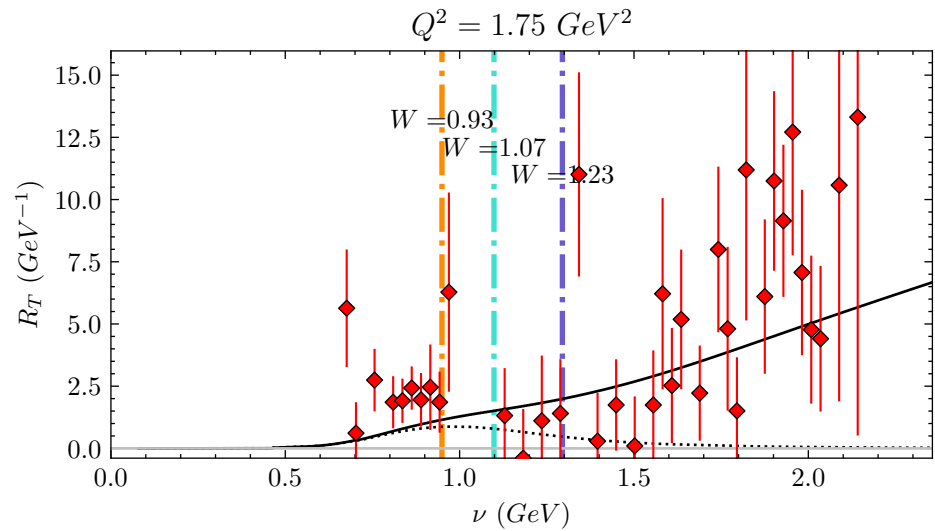 Q² = 1.75 GeV²
R_T (GeV⁻¹)
15.0
12.5
10.0
7.5
5.0
2.5
0.0
W =0.93
W =1.07
W =1.23
0.0 0.5 1.0 1.5 2.0
ν (GeV)